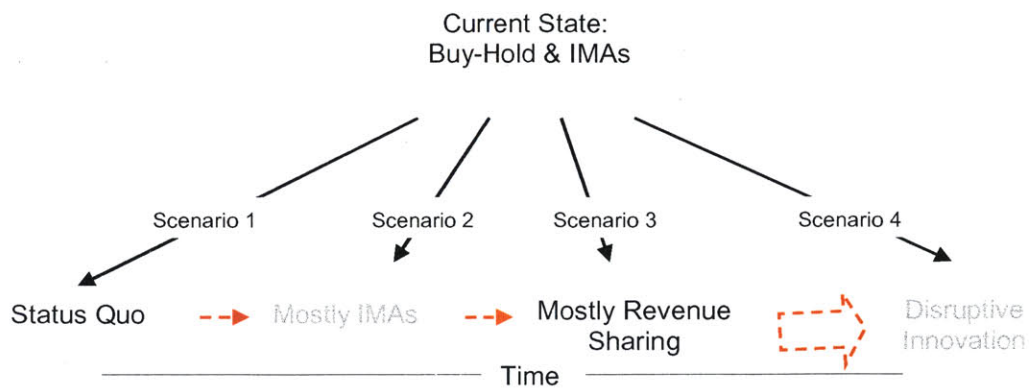 Current State:
Buy-Hold & IMAs
Scenario 1
Scenario 2
Scenario 3
Scenario 4
Status Quo
Mostly IMAs
Mostly Revenue
Sharing
Disruptive
Innovation
Time